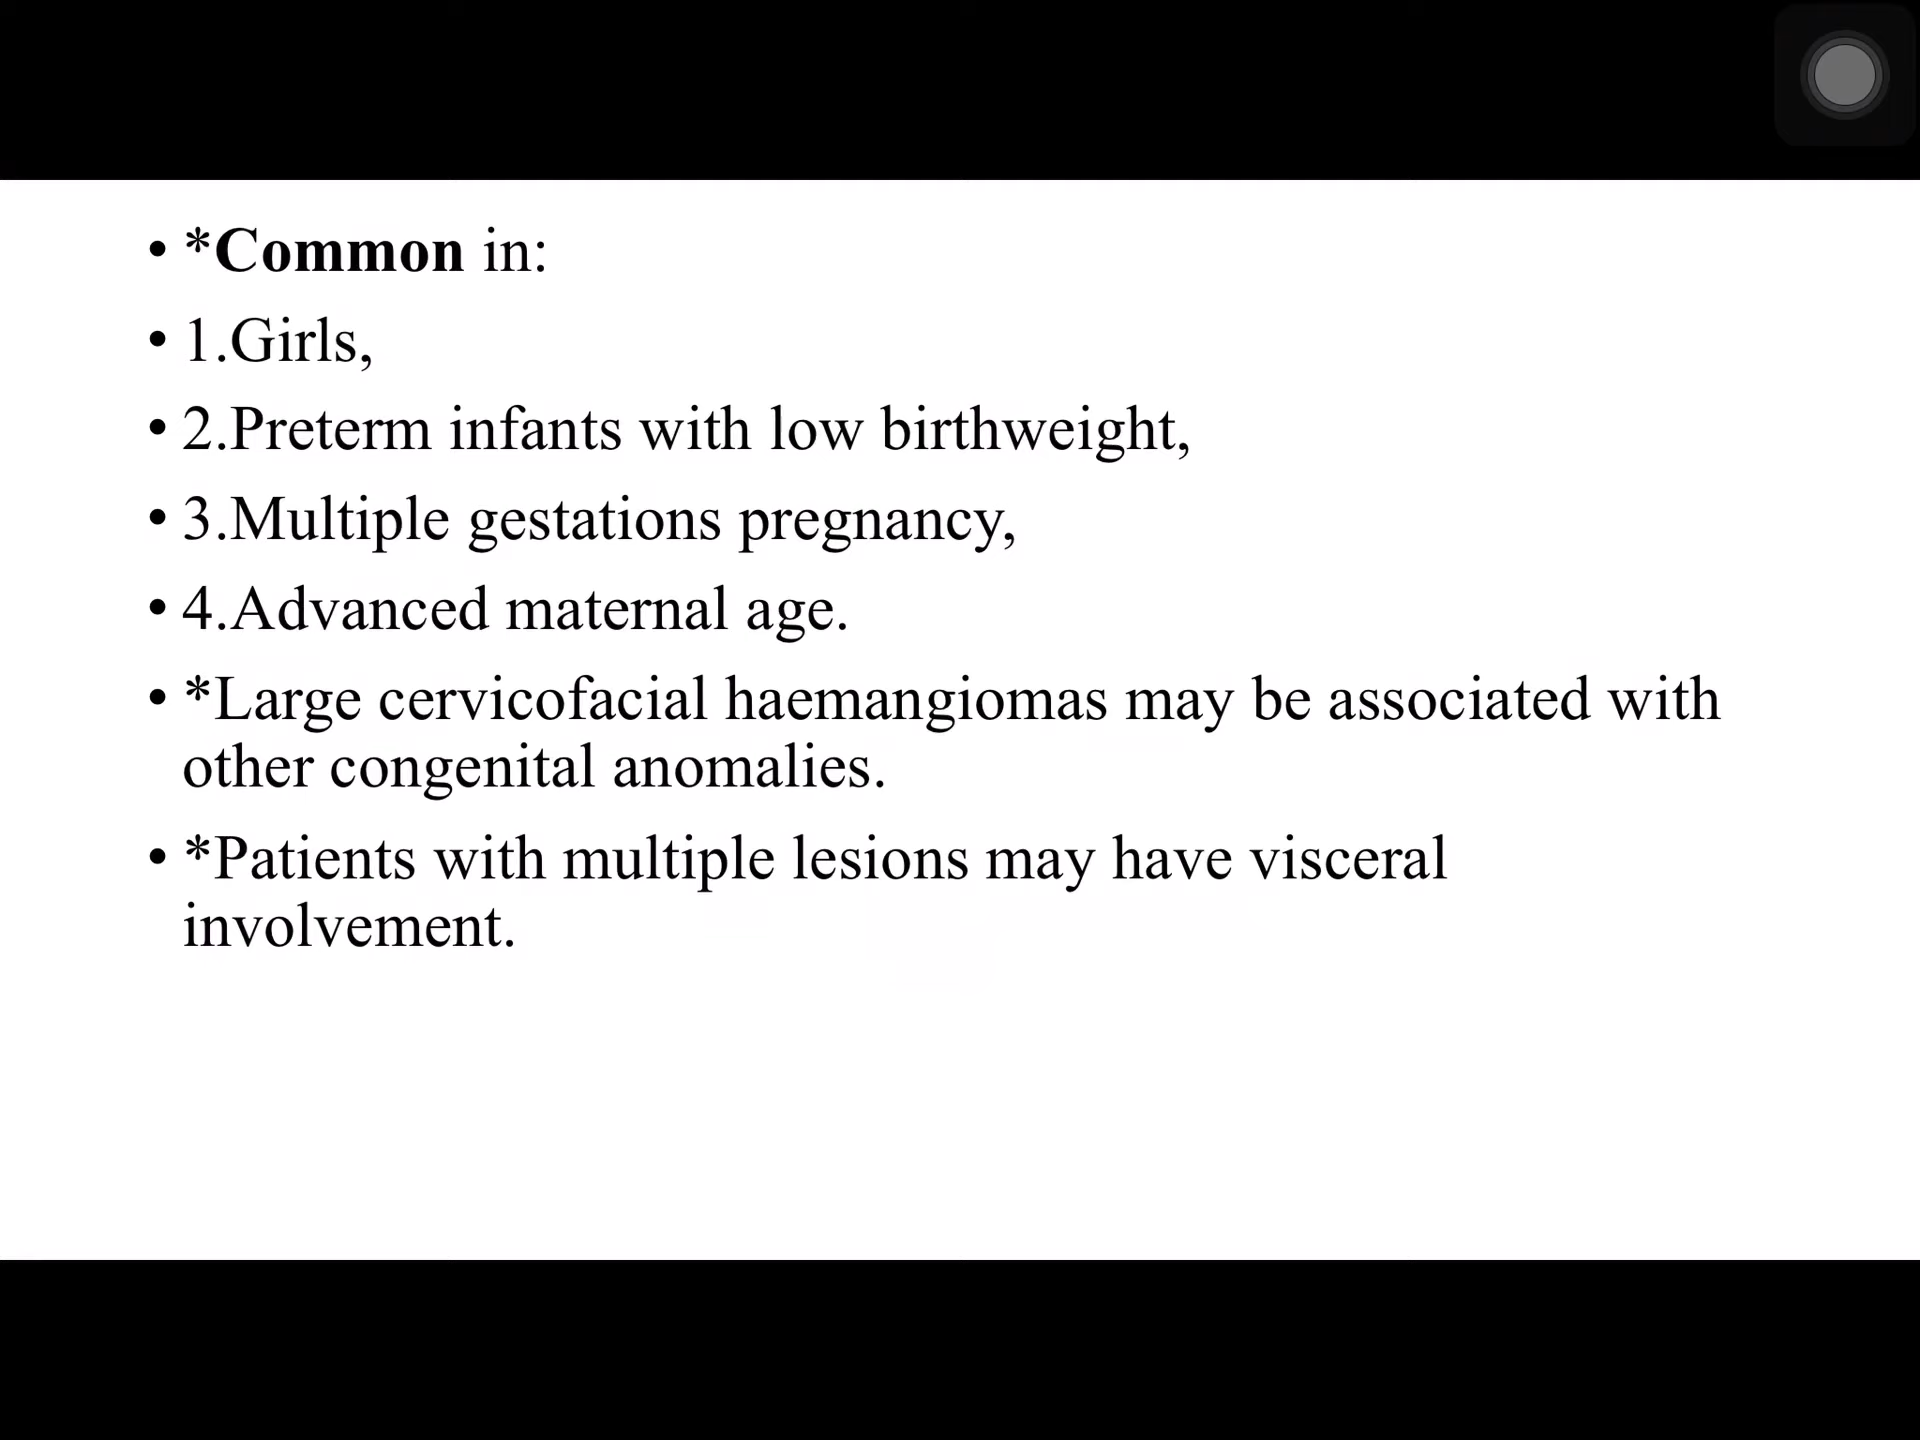 • *Common in:
• 1.Girls,
• 2.Preterm infants with low birthweight,
• 3.Multiple gestations pregnancy,
• 4.Advanced maternal age.
• *Large cervicofacial haemangiomas may be associated with
other congenital anomalies.
• *Patients with multiple lesions may have visceral
involvement.